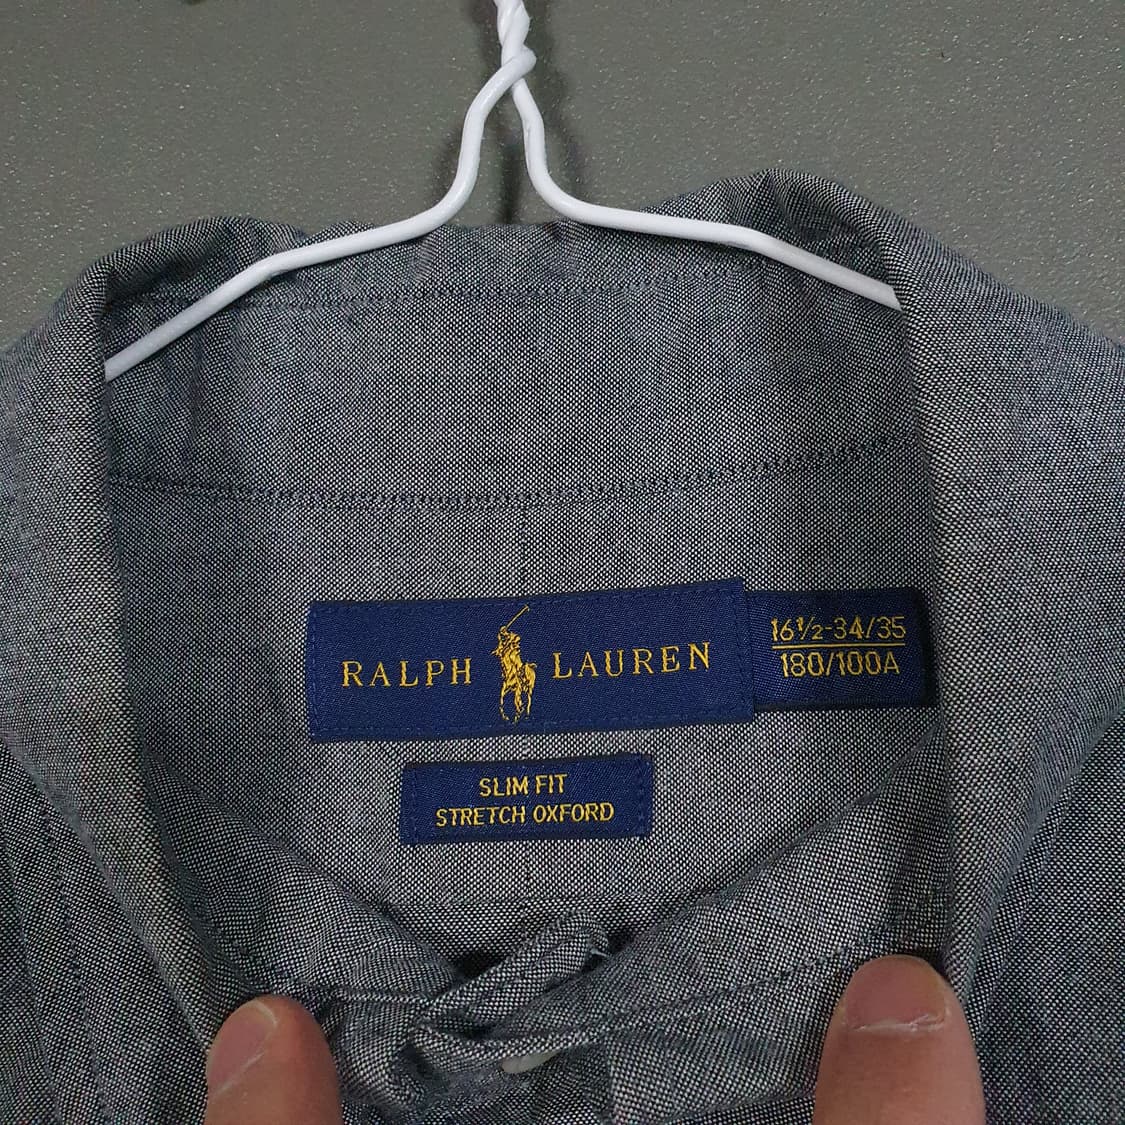 RALPH LAUREN
16½-34/35
180/100A
SLIM FIT
STRETCH OXFORD